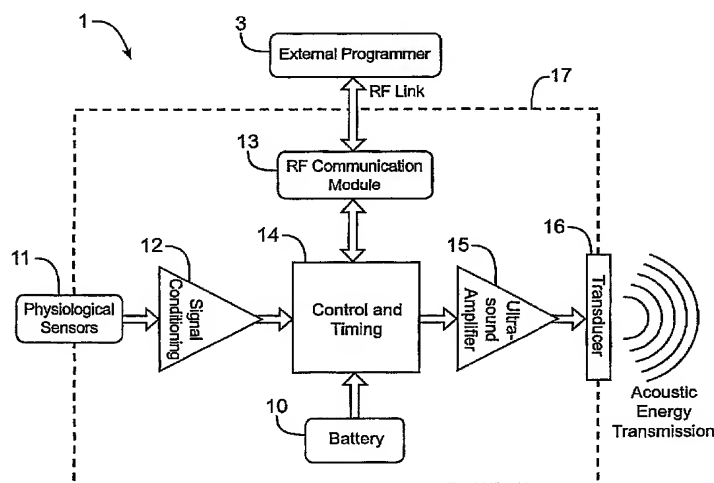 1
3
External Programmer
RF Link
17
13
RF Communication
Module
11
Physiological
Sensors
12
Signal
Conditioning
14
Control and
Timing
15
Ultra-
sound
Amplifier
16
Transducer
Acoustic
Energy
Transmission
10
Battery